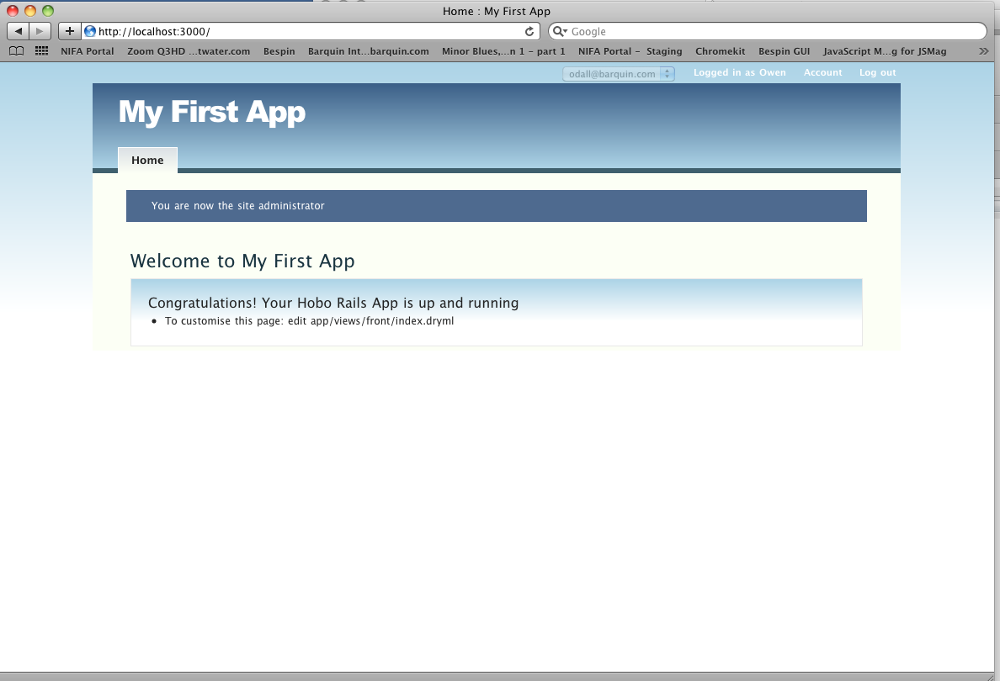 Home : My First App
http://localhost:3000/
Google
NIFA Portal Zoom Q3HD ...twater.com Bespin Barquin Int...barquin.com Minor Blues,...n 1 – part 1 NIFA Portal – Staging Chromekit Bespin GUI JavaScript M...g for JSMag
odall@barquin.com Logged in as Owen Account Log out
My First App
Home
You are now the site administrator
Welcome to My First App
Congratulations! Your Hobo Rails App is up and running
• To customise this page: edit app/views/front/index.dryml